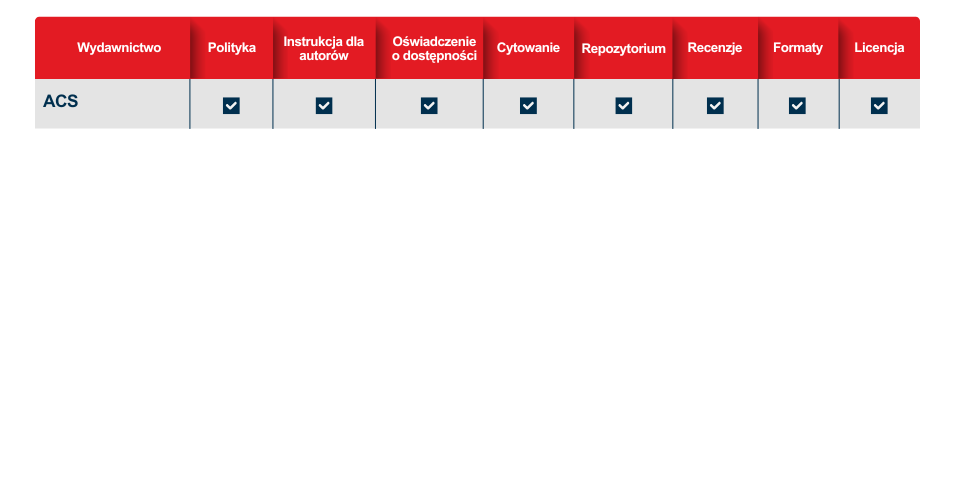 Wydawnictwo
Polityka
Instrukcja dla
autorów
Oświadczenie
o dostępności
Cytowanie
Repozytorium
Recenzje
Formaty
Licencja
ACS